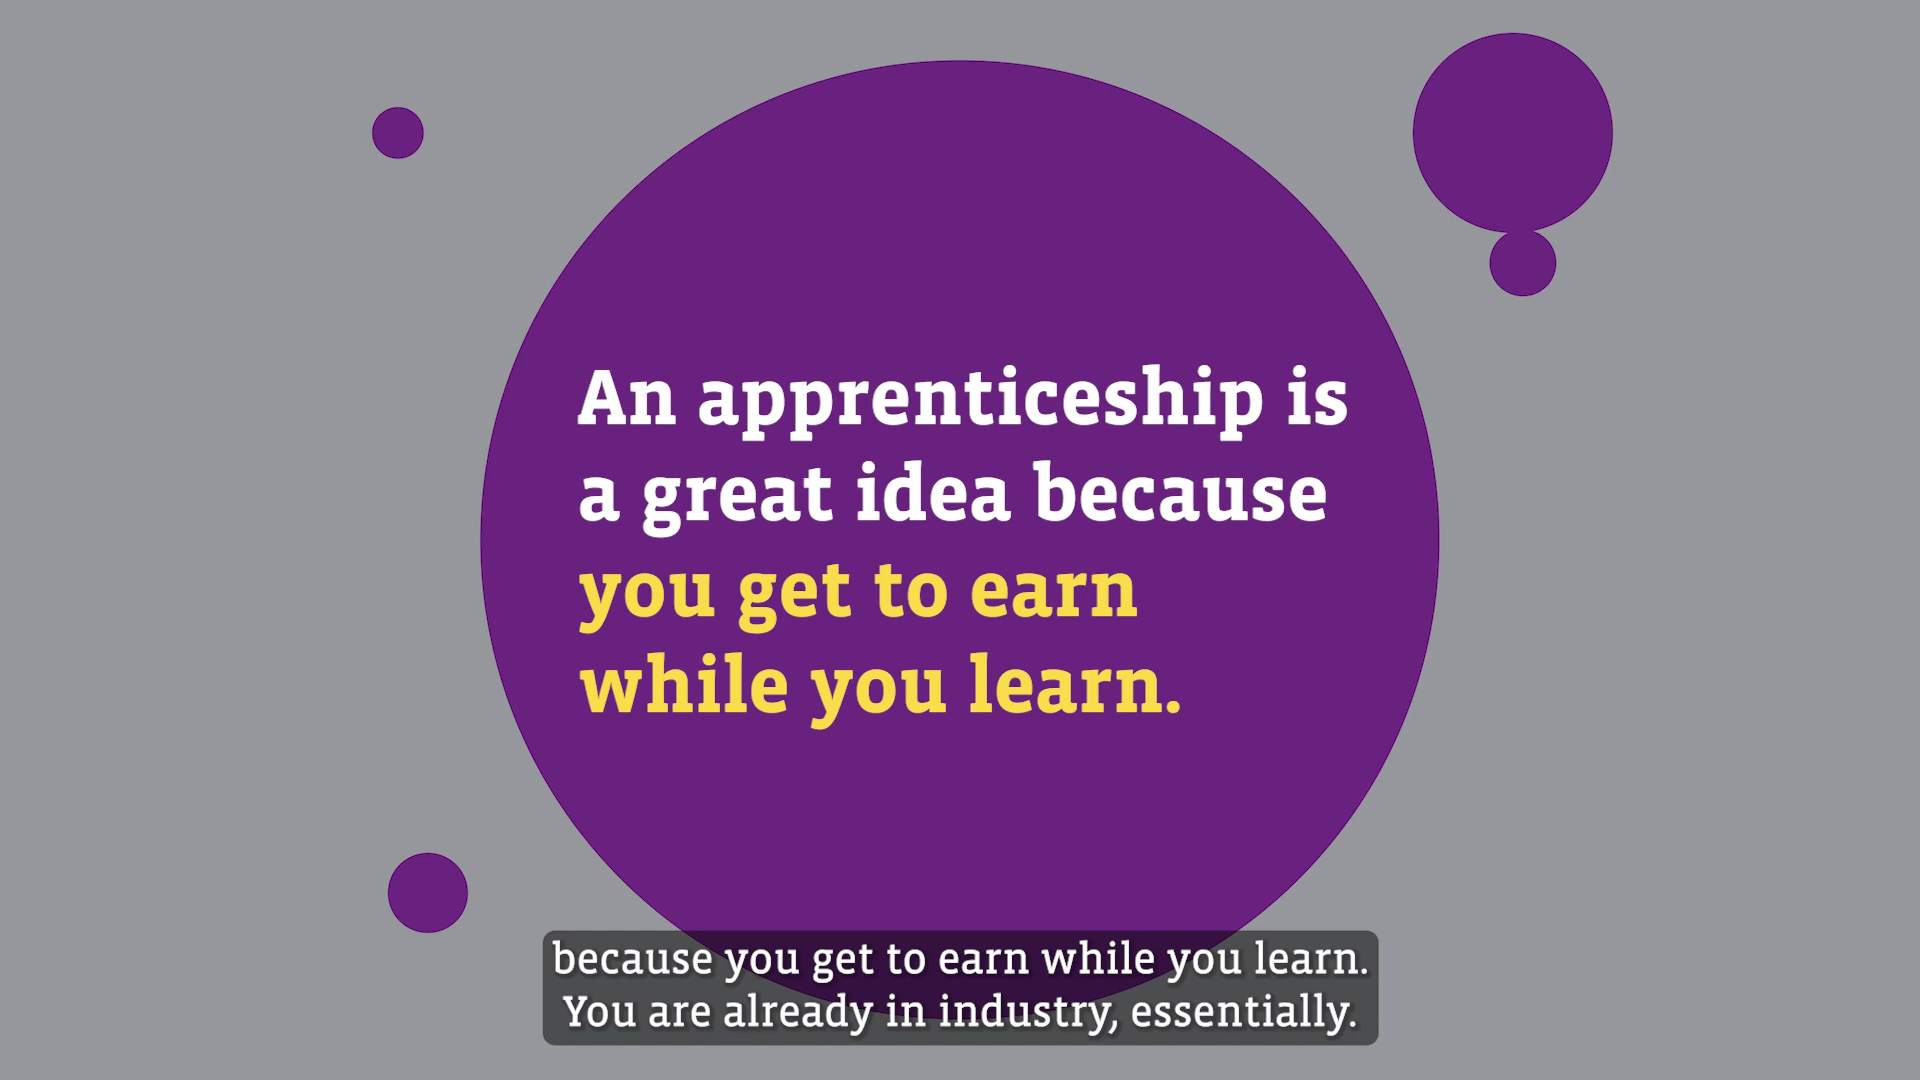 An apprenticeship is
a great idea because
you get to earn
while you learn.
because you get to earn while you learn.
You are already in industry, essentially.